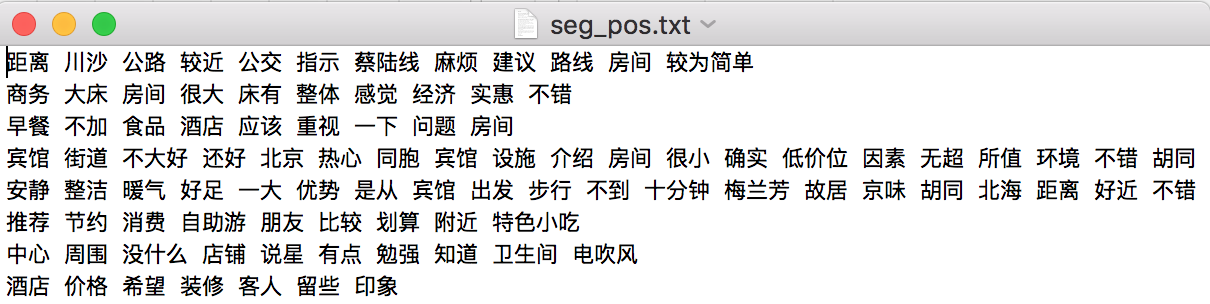 seg_pos.txt
距离 川沙 公路 较近 公交 指示 蔡陆线 麻烦 建议 路线 房间 较为简单
商务 大床 房间 很大 床有 整体 感觉 经济 实惠 不错
早餐 不加 食品 酒店 应该 重视 一下 问题 房间
宾馆 街道 不大好 还好 北京 热心 同胞 宾馆 设施 介绍 房间 很小 确实 低价位 因素 无超 所值 环境 不错 胡同
安静 整洁 暖气 好足 一大 优势 是从 宾馆 出发 步行 不到 十分钟 梅兰芳 故居 京味 胡同 北海 距离 好近 不错
推荐 节约 消费 自助游 朋友 比较 划算 附近 特色小吃
中心 周围 没什么 店铺 说星 有点 勉强 知道 卫生间 电吹风
酒店 价格 希望 装修 客人 留些 印象